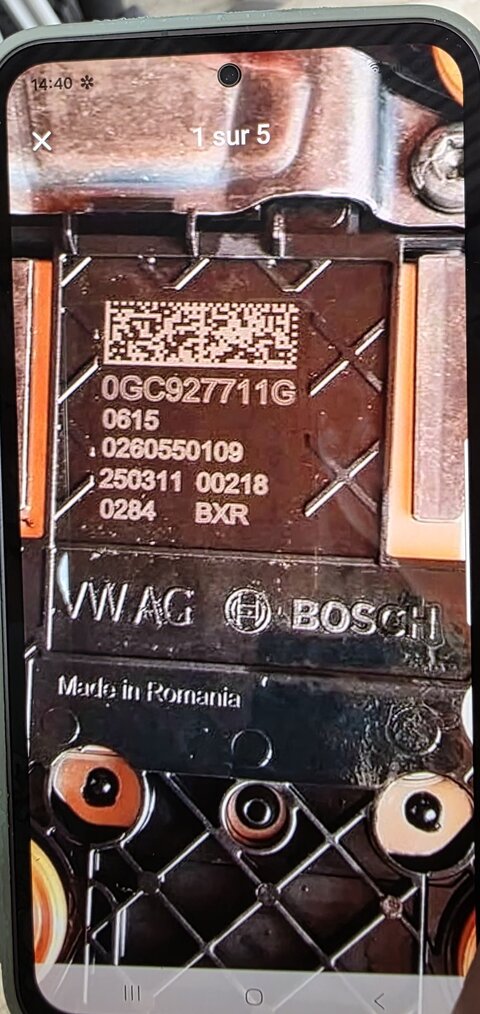 14:40
1 sur 5
0GC927711G
0615
0260550109
250311 00218
0284 BXR
VW AG BOSCH
Made in Romania